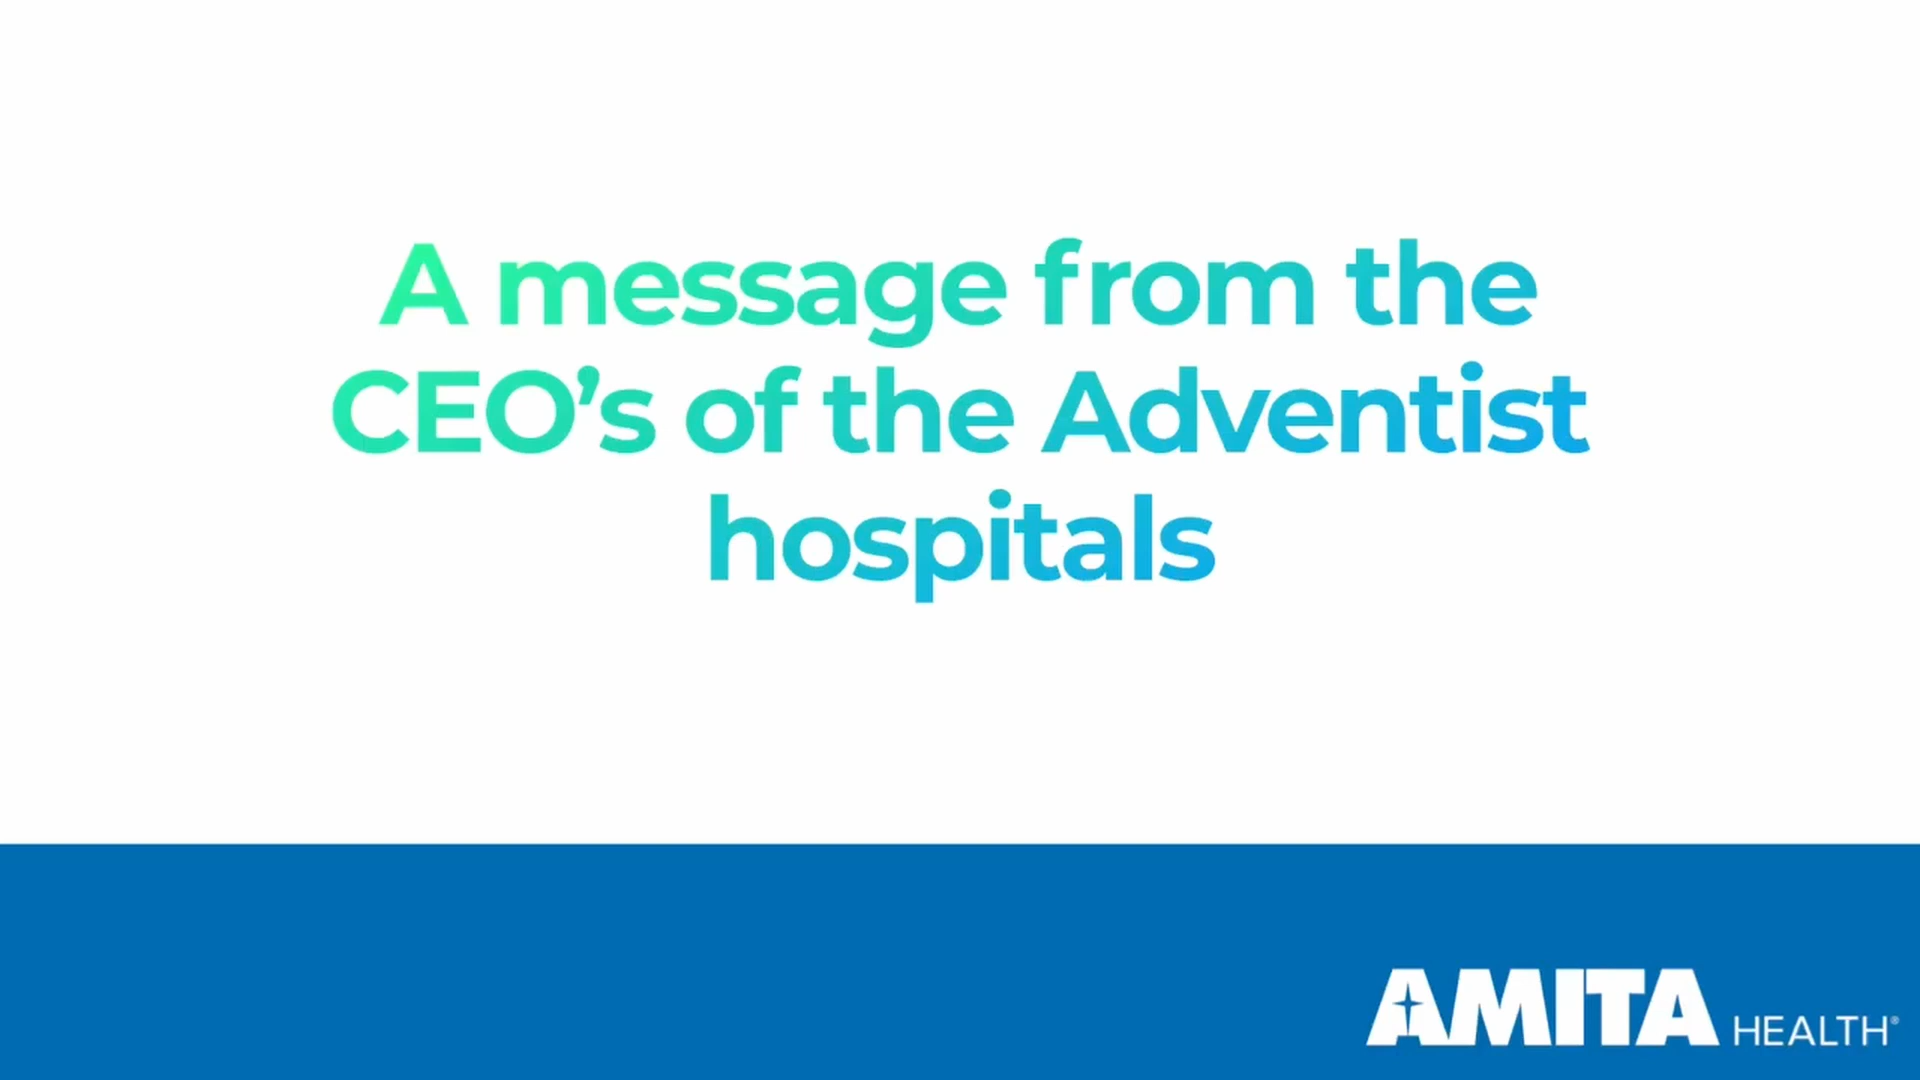 A message from the
CEO’s of the Adventist
hospitals
AMITA HEALTH®